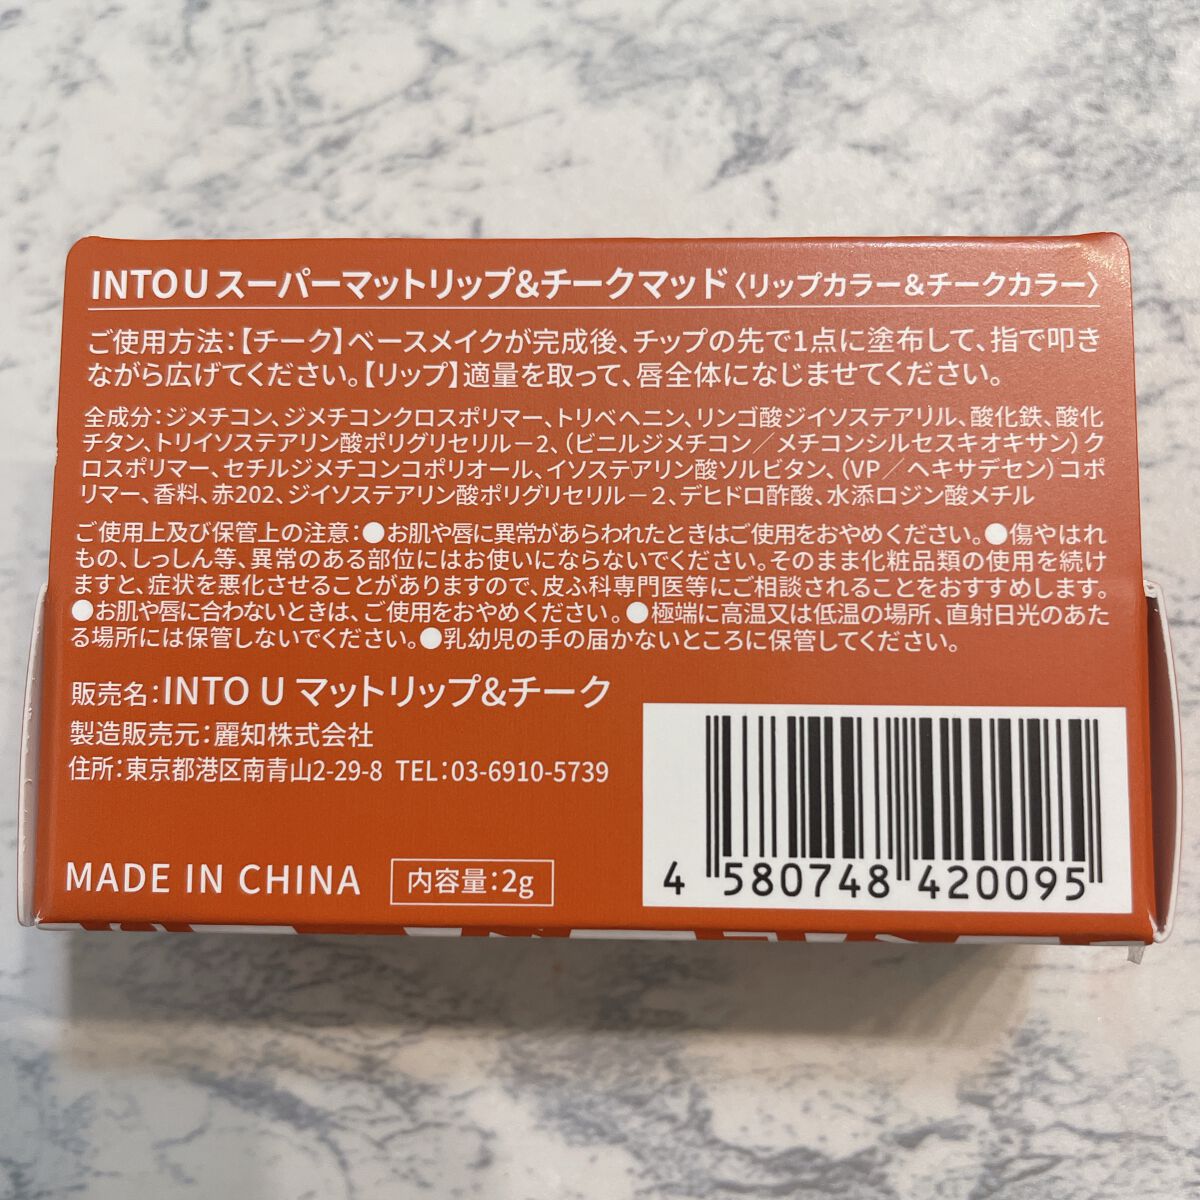 INTO U スーパーマットリップ&チークマッド〈リップカラー&チークカラー〉
ご使用方法：【チーク】ベースメイクが完成後、チップの先で1点に塗布して、指で叩き
ながら広げてください。【リップ】適量を取って、唇全体になじませてください。
全成分：ジメチコン、ジメチコンクロスポリマー、トリベヘニン、リンゴ酸ジイソステアリル、酸化鉄、酸化
チタン、トリイソステアリン酸ポリグリセリル－2、（ビニルジメチコン／メチコンシルセスキオキサン）ク
ロスポリマー、セチルジメチコンコポリオール、イソステアリン酸ソルビタン、（VP／ヘキサデセン）コポ
リマー、香料、赤202、ジイソステアリン酸ポリグリセリル－2、デヒドロ酢酸、水添ロジン酸メチル
ご使用上及び保管上の注意：●お肌や唇に異常があらわれたときはご使用をおやめください。●傷やはれ
もの、しっしん等、異常のある部位にはお使いにならないでください。そのまま化粧品類の使用を続け
ますと、症状を悪化させることがありますので、皮ふ科専門医等にご相談されることをおすすめします。
●お肌や唇に合わないときは、ご使用をおやめください。●極端に高温又は低温の場所、直射日光のあた
る場所には保管しないでください。●乳幼児の手の届かないところに保管してください。
販売名：INTO U マットリップ&チーク
製造販売元：麗知株式会社
住所：東京都港区南青山2-29-8 TEL：03-6910-5739
MADE IN CHINA
内容量：2g
4 580748 420095